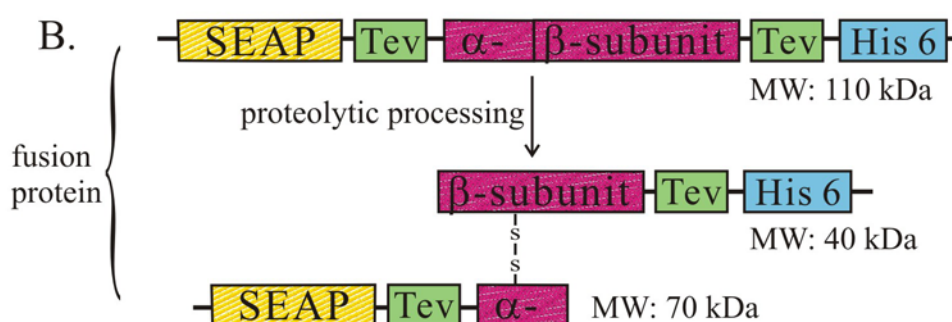 B.
SEAP Tev α- β-subunit Tev His 6
MW: 110 kDa
proteolytic processing
fusion
protein
β-subunit Tev His 6
S
MW: 40 kDa
S
SEAP Tev α- MW: 70 kDa